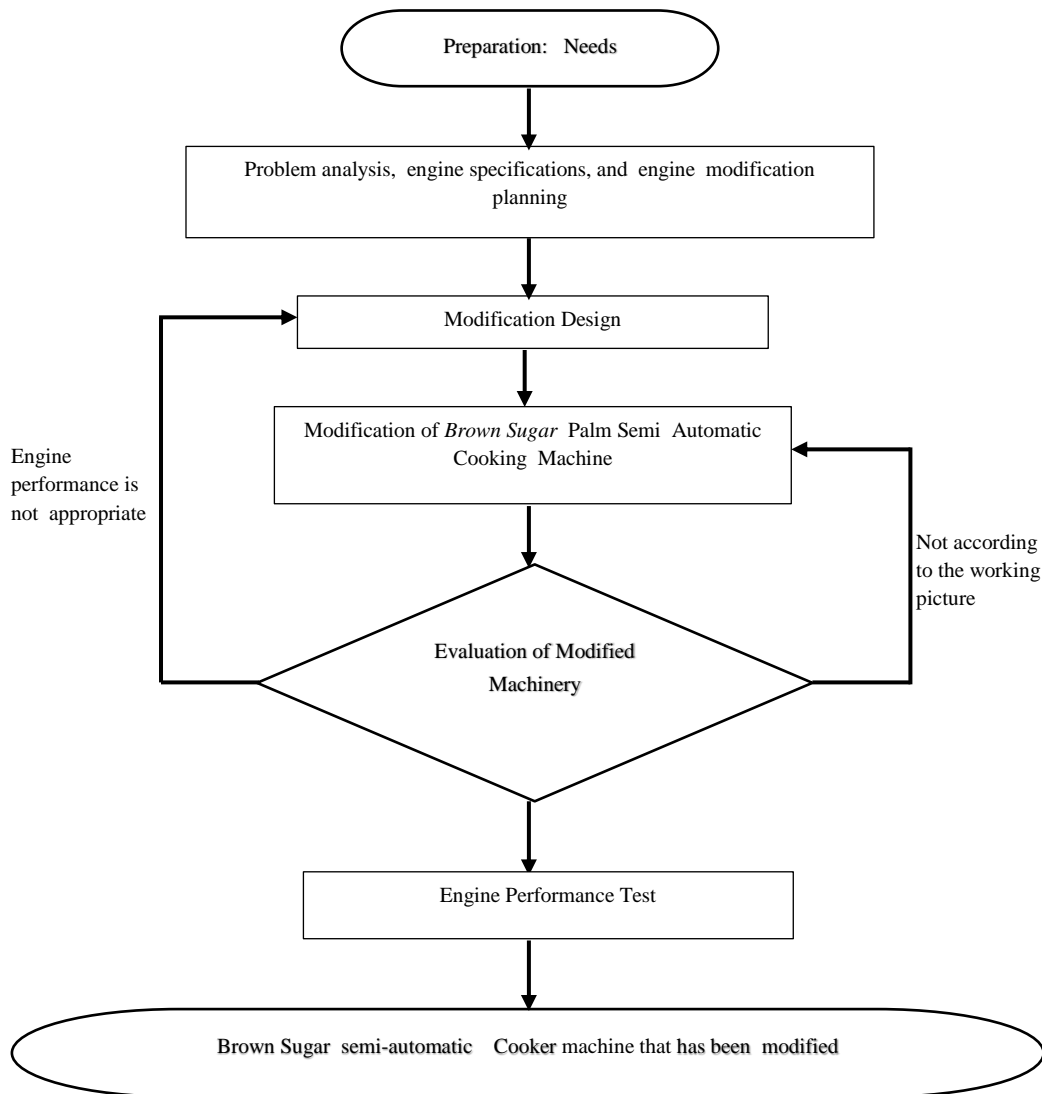 Preparation: Needs
Problem analysis, engine specifications, and engine modification
planning
Modification Design
Modification of Brown Sugar Palm Semi Automatic
Cooking Machine
Engine
performance is
not appropriate
Not according
to the working
picture
Evaluation of Modified
Machinery
Engine Performance Test
Brown Sugar semi-automatic Cooker machine that has been modified